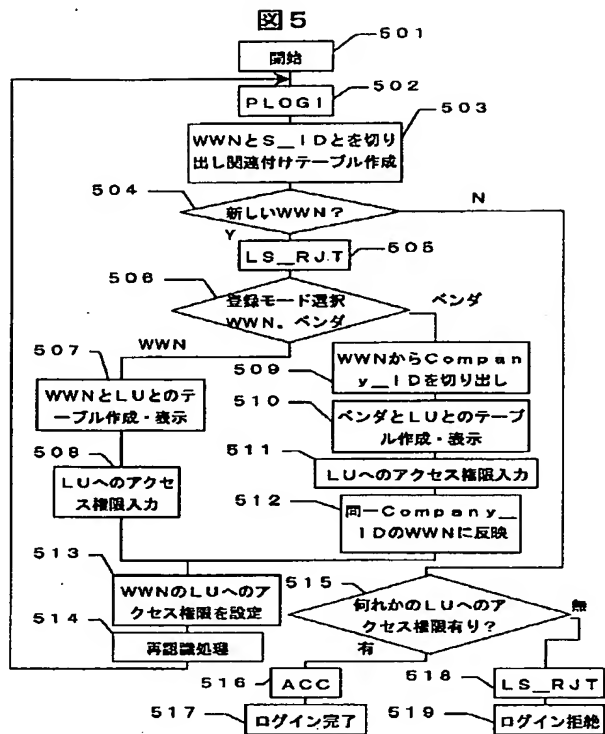 図5
501
開始
502
PLOGI
503
WWNとS_IDとを切り
出し関連付けテーブル作成
504
新しいWWN？
N
Y
505
LS_RJT
506
登録モード選択
WWN。ベンダ
ベンダ
WWN
507
WWNとLUとのテ
ーブル作成・表示
509
WWNからCompan
y_IDを切り出し
510
ベンダとLUとのテーブ
ル作成・表示
508
LUへのアクセ
ス権限入力
511
LUへのアクセス権限入力
512
同一Company_
IDのWWNに反映
513
WWNのLUへのア
クセス権限を設定
514
再認識処理
515
何れかのLUへのア
クセス権限有り？
無
有
516
ACC
517
ログイン完了
518
LS_RJT
519
ログイン拒絶